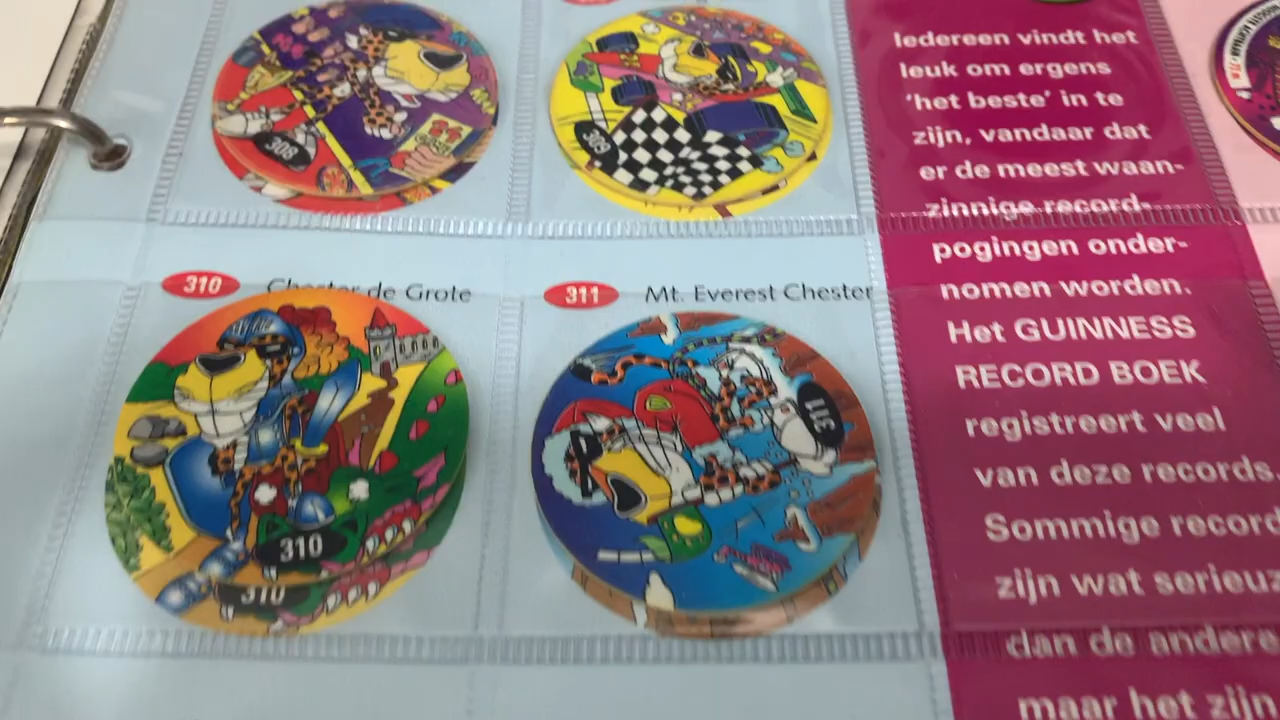 308
309
310 Chester de Grote
311 Mt. Everest Chester
310
310
311
Iedereen vindt het
leuk om ergens
'het beste' in te
zijn, vandaar dat
er de meest waan-
zinnige record-
pogingen onder-
nomen worden.
Het GUINNESS
RECORD BOEK
registreert veel
van deze records.
Sommige record
zijn wat serieuz
dan de andere
maar het zijn